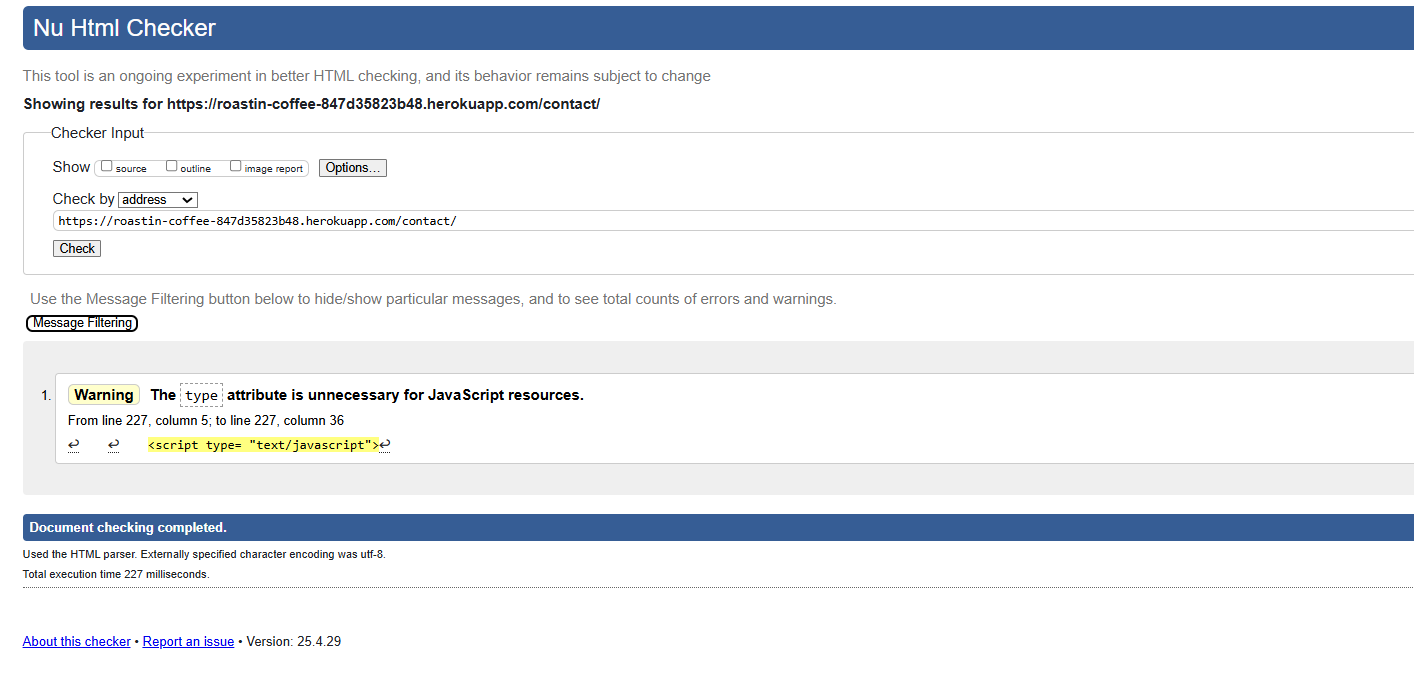 Nu Html Checker
This tool is an ongoing experiment in better HTML checking, and its behavior remains subject to change
Showing results for https://roastin-coffee-847d35823b48.herokuapp.com/contact/
Checker Input
Show source outline image report Options...
Check by address
https://roastin-coffee-847d35823b48.herokuapp.com/contact/
Check
Use the Message Filtering button below to hide/show particular messages, and to see total counts of errors and warnings.
Message Filtering
1. Warning The type attribute is unnecessary for JavaScript resources.
From line 227, column 5; to line 227, column 36
↩ ↩ <script type= "text/javascript">↩
Document checking completed.
Used the HTML parser. Externally specified character encoding was utf-8.
Total execution time 227 milliseconds.
About this checker • Report an issue • Version: 25.4.29